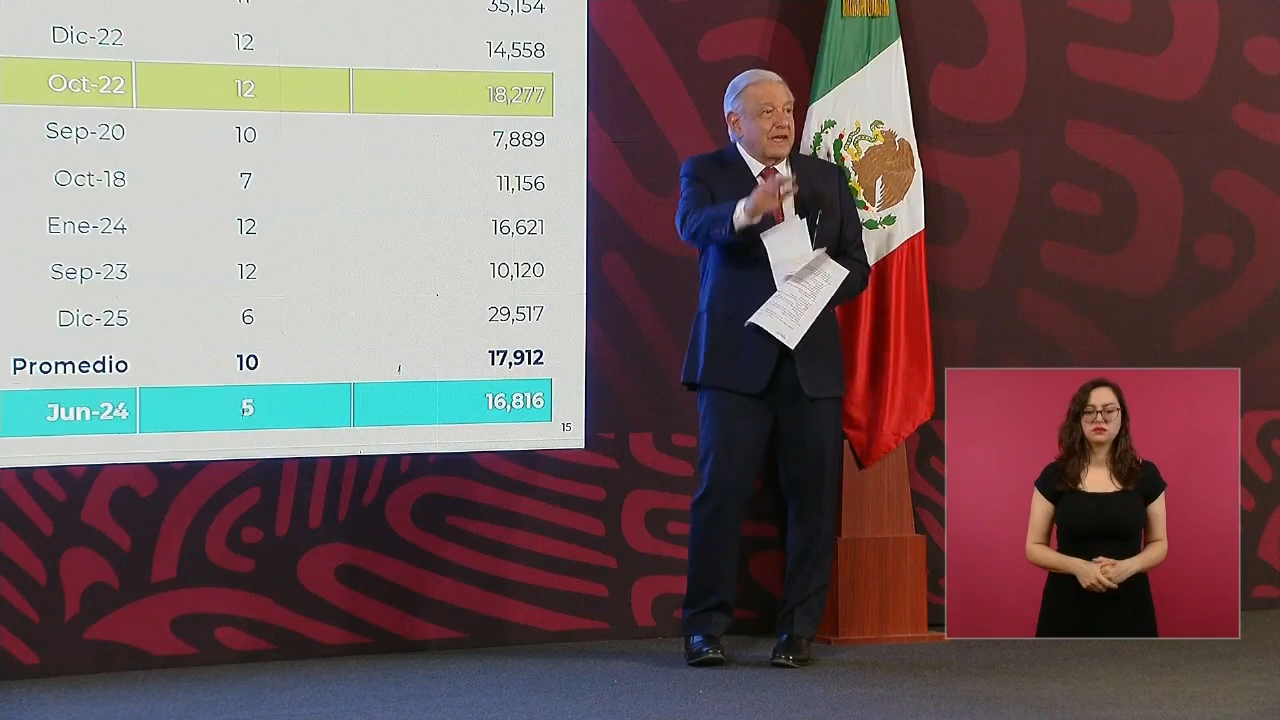 35,154
Dic-22 12 14,558
Oct-22 12 18,277
Sep-20 10 7,889
Oct-18 7 11,156
Ene-24 12 16,621
Sep-23 12 10,120
Dic-25 6 29,517
Promedio 10 17,912
Jun-24 5 16,816
15